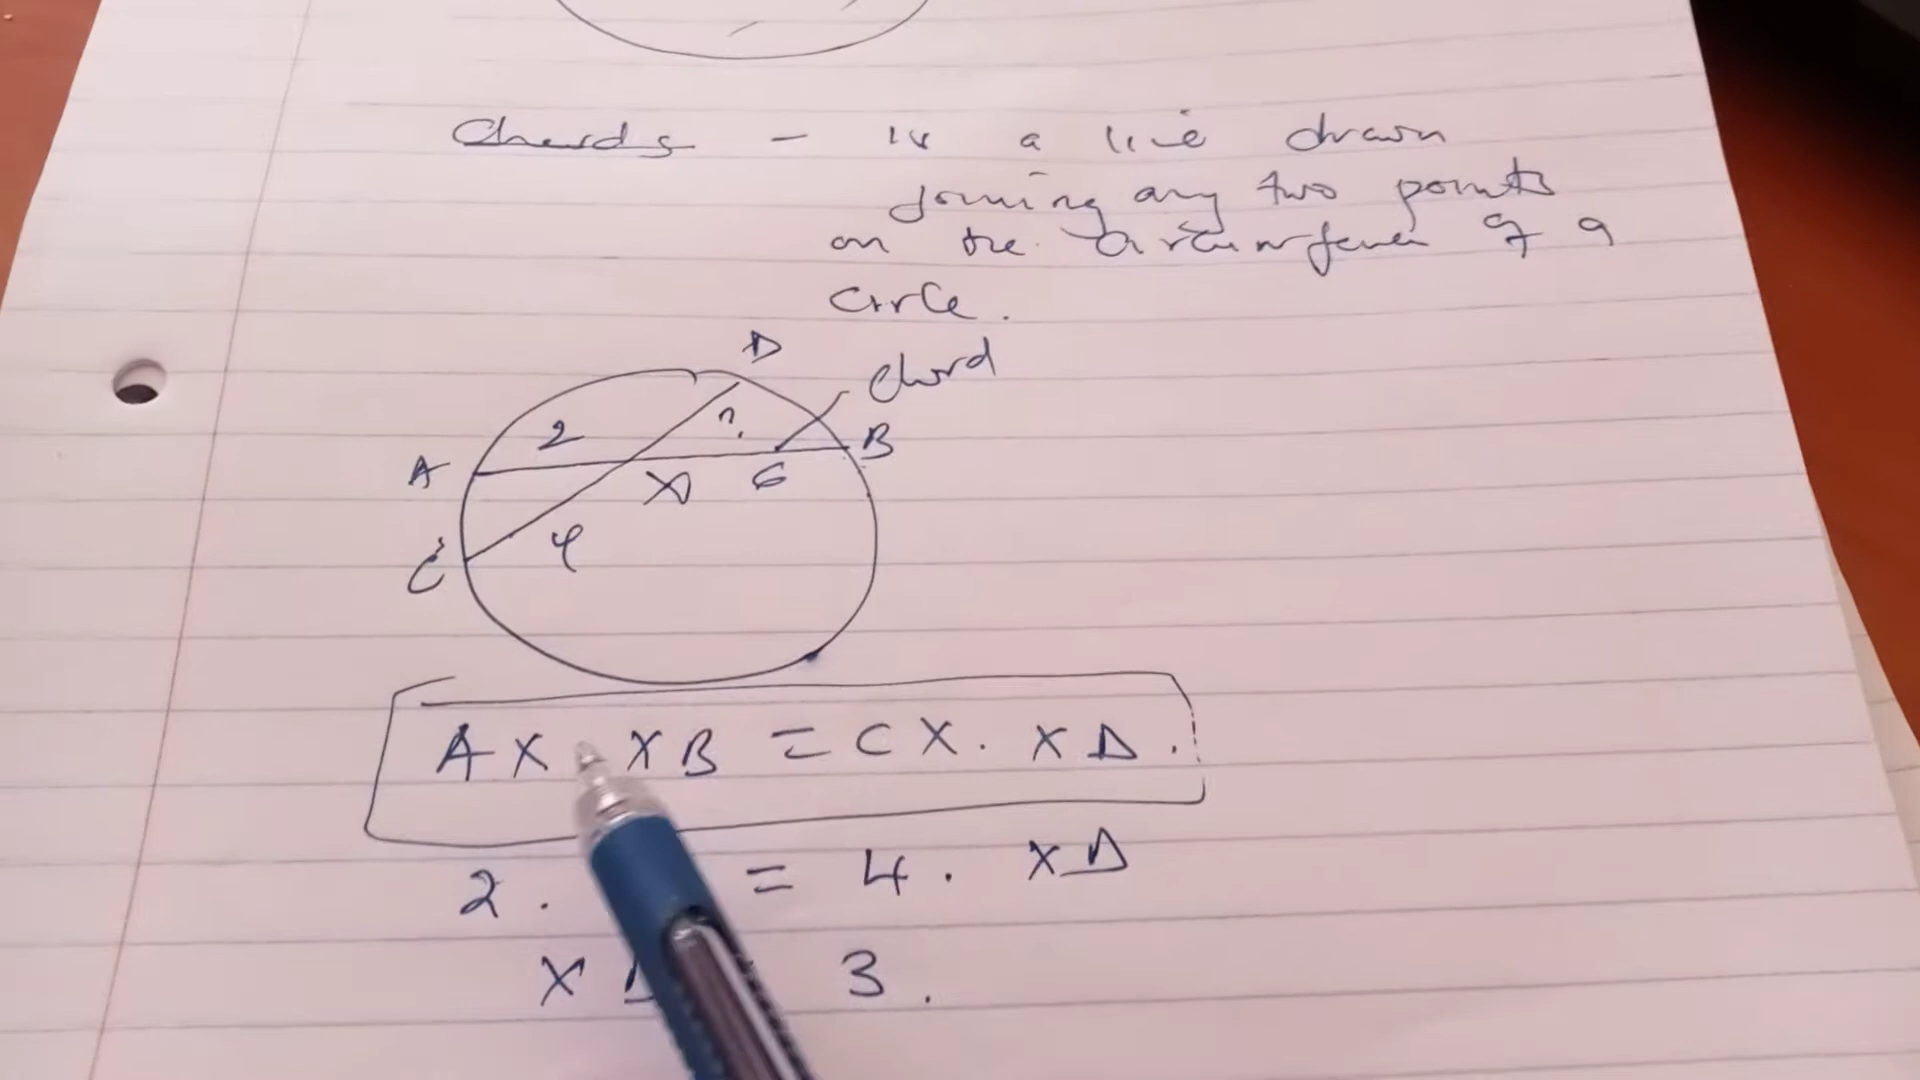 Chords - is a line drawn
joining any two points
on the circumference of a
circle.
D
chord
2
?
B
A
X
6
4
C
AX . XB = CX . XD.
2 . = 4 . XD
X 3.